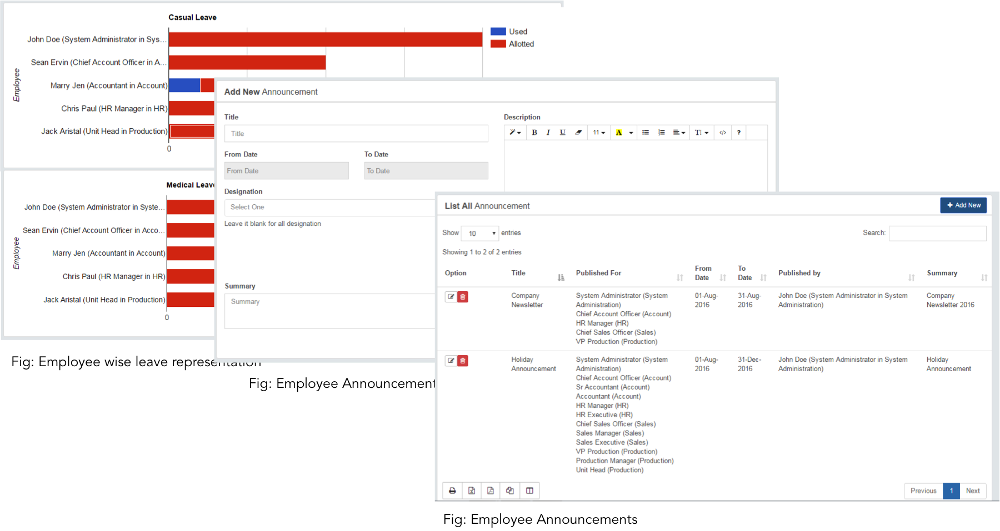 Casual Leave
Used
Allotted
John Doe (System Administrator in Sys...
Sean Ervin (Chief Account Officer in A...
Marry Jen (Accountant in Account)
Chris Paul (HR Manager in HR)
Jack Aristal (Unit Head in Production)
Employee
0
Medical Leave
John Doe (System Administrator in Syste...
Sean Ervin (Chief Account Officer in Acco...
Marry Jen (Accountant in Account)
Chris Paul (HR Manager in HR)
Jack Aristal (Unit Head in Production)
Employee
0
Fig: Employee wise leave representation
Add New Announcement
Title
Title
From Date
To Date
From Date
To Date
Designation
Select One
Leave it blank for all designation
Summary
Summary
Description
B I U 11 A TI </> ?
Fig: Employee Announcement
List All Announcement
+ Add New
Show 10 entries
Search:
Showing 1 to 2 of 2 entries
Option
Title
Published For
From
Date
To
Date
Published by
Summary
Company
Newsletter
System Administrator (System
Administration)
Chief Account Officer (Account)
HR Manager (HR)
Chief Sales Officer (Sales)
VP Production (Production)
01-Aug-
2016
31-Aug-
2016
John Doe (System Administrator in System
Administration)
Company
Newsletter 2016
Holiday
Announcement
System Administrator (System
Administration)
Chief Account Officer (Account)
Sr Accountant (Account)
Accountant (Account)
HR Manager (HR)
HR Executive (HR)
Chief Sales Officer (Sales)
Sales Manager (Sales)
Sales Executive (Sales)
VP Production (Production)
Production Manager (Production)
Unit Head (Production)
01-Aug-
2016
31-Dec-
2016
John Doe (System Administrator in System
Administration)
Holiday
Announcement
Previous 1 Next
Fig: Employee Announcements